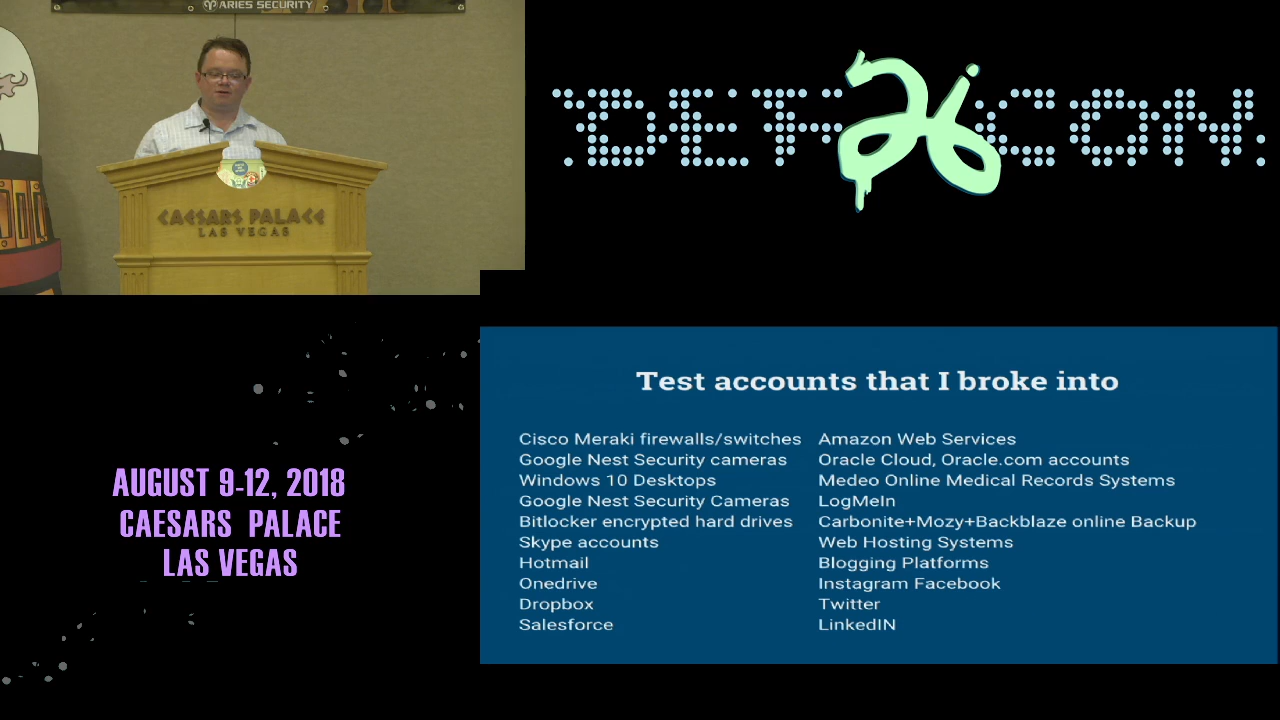 ARIES SECURITY
CAESARS PALACE
LAS VEGAS
DEF CON
26
AUGUST 9-12, 2018
CAESARS PALACE
LAS VEGAS
Test accounts that I broke into
Cisco Meraki firewalls/switches
Google Nest Security cameras
Windows 10 Desktops
Google Nest Security Cameras
Bitlocker encrypted hard drives
Skype accounts
Hotmail
Onedrive
Dropbox
Salesforce
Amazon Web Services
Oracle Cloud, Oracle.com accounts
Medeo Online Medical Records Systems
LogMeIn
Carbonite+Mozy+Backblaze online Backup
Web Hosting Systems
Blogging Platforms
Instagram Facebook
Twitter
LinkedIN